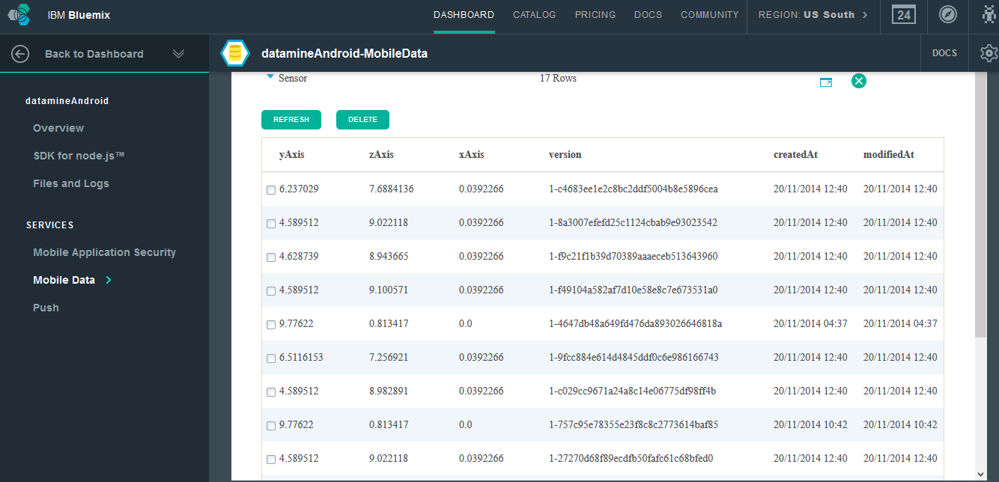 IBM Bluemix DASHBOARD CATALOG PRICING DOCS COMMUNITY REGION: US South 24
Back to Dashboard datamineAndroid-MobileData DOCS
datamineAndroid
Overview
SDK for node.js™
Files and Logs
SERVICES
Mobile Application Security
Mobile Data
Push
Sensor 17 Rows
REFRESH DELETE
yAxis zAxis xAxis version createdAt modifiedAt
6.237029 7.6884136 0.0392266 1-c4683ee1e2c8bc2ddf5004b8e5896cea 20/11/2014 12:40 20/11/2014 12:40
4.589512 9.022118 0.0392266 1-8a3007efefd25c1124cbab9e93023542 20/11/2014 12:40 20/11/2014 12:40
4.628739 8.943665 0.0392266 1-f9c21f1b39d70389aaaeceb513643960 20/11/2014 12:40 20/11/2014 12:40
4.589512 9.100571 0.0392266 1-f49104a582af7d10e58e8c7e673531a0 20/11/2014 12:40 20/11/2014 12:40
9.77622 0.813417 0.0 1-4647db48a649fd476da893026646818a 20/11/2014 04:37 20/11/2014 04:37
6.5116153 7.256921 0.0392266 1-9fcc884e614d4845ddf0c6e986166743 20/11/2014 12:40 20/11/2014 12:40
4.589512 8.982891 0.0392266 1-c029cc9671a24a8c14e06775df98ff4b 20/11/2014 12:40 20/11/2014 12:40
9.77622 0.813417 0.0 1-757c95e78355e23f8c8c2773614baf85 20/11/2014 10:42 20/11/2014 10:42
4.589512 9.022118 0.0392266 1-27270d68f89ecdfb50fafc61c68bfed0 20/11/2014 12:40 20/11/2014 12:40